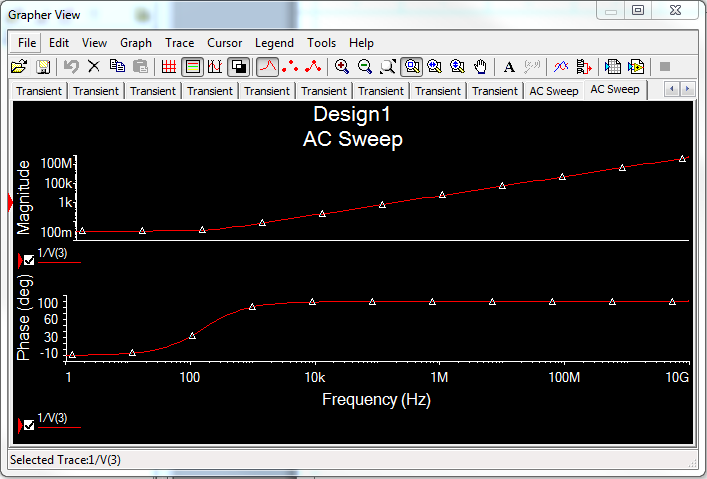 Grapher View
File Edit View Graph Trace Cursor Legend Tools Help
A (x,y)
Transient Transient Transient Transient Transient Transient Transient Transient Transient AC Sweep AC Sweep
Design1
AC Sweep
Magnitude
100M
100k
1k
100m
1/V(3)
Phase (deg)
100
60
30
-10
1 100 10k 1M 100M 10G
Frequency (Hz)
1/V(3)
Selected Trace:1/V(3)